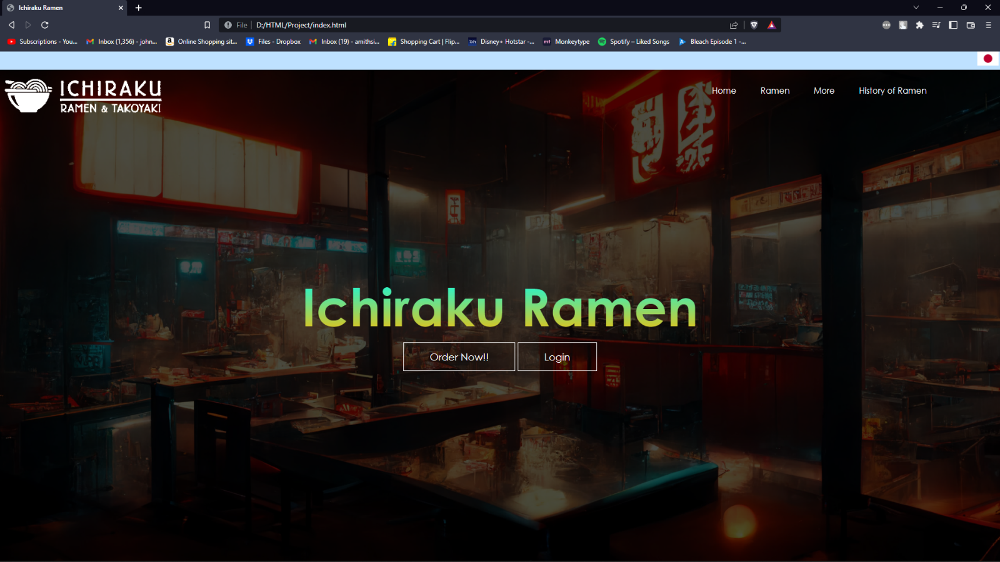 Ichiraku Ramen
File
D:/HTML/Project/index.html
Subscriptions - You...
Inbox (1,356) - john...
Online Shopping sit...
Files - Dropbox
Inbox (19) - amithsi...
Shopping Cart | Flip...
Disney+ Hotstar -...
mt
Monkeytype
Spotify – Liked Songs
Bleach Episode 1 -...
ICHIRAKU
RAMEN & TAKOYAKI
Home
Ramen
More
History of Ramen
Ichiraku Ramen
Order Now!!
Login